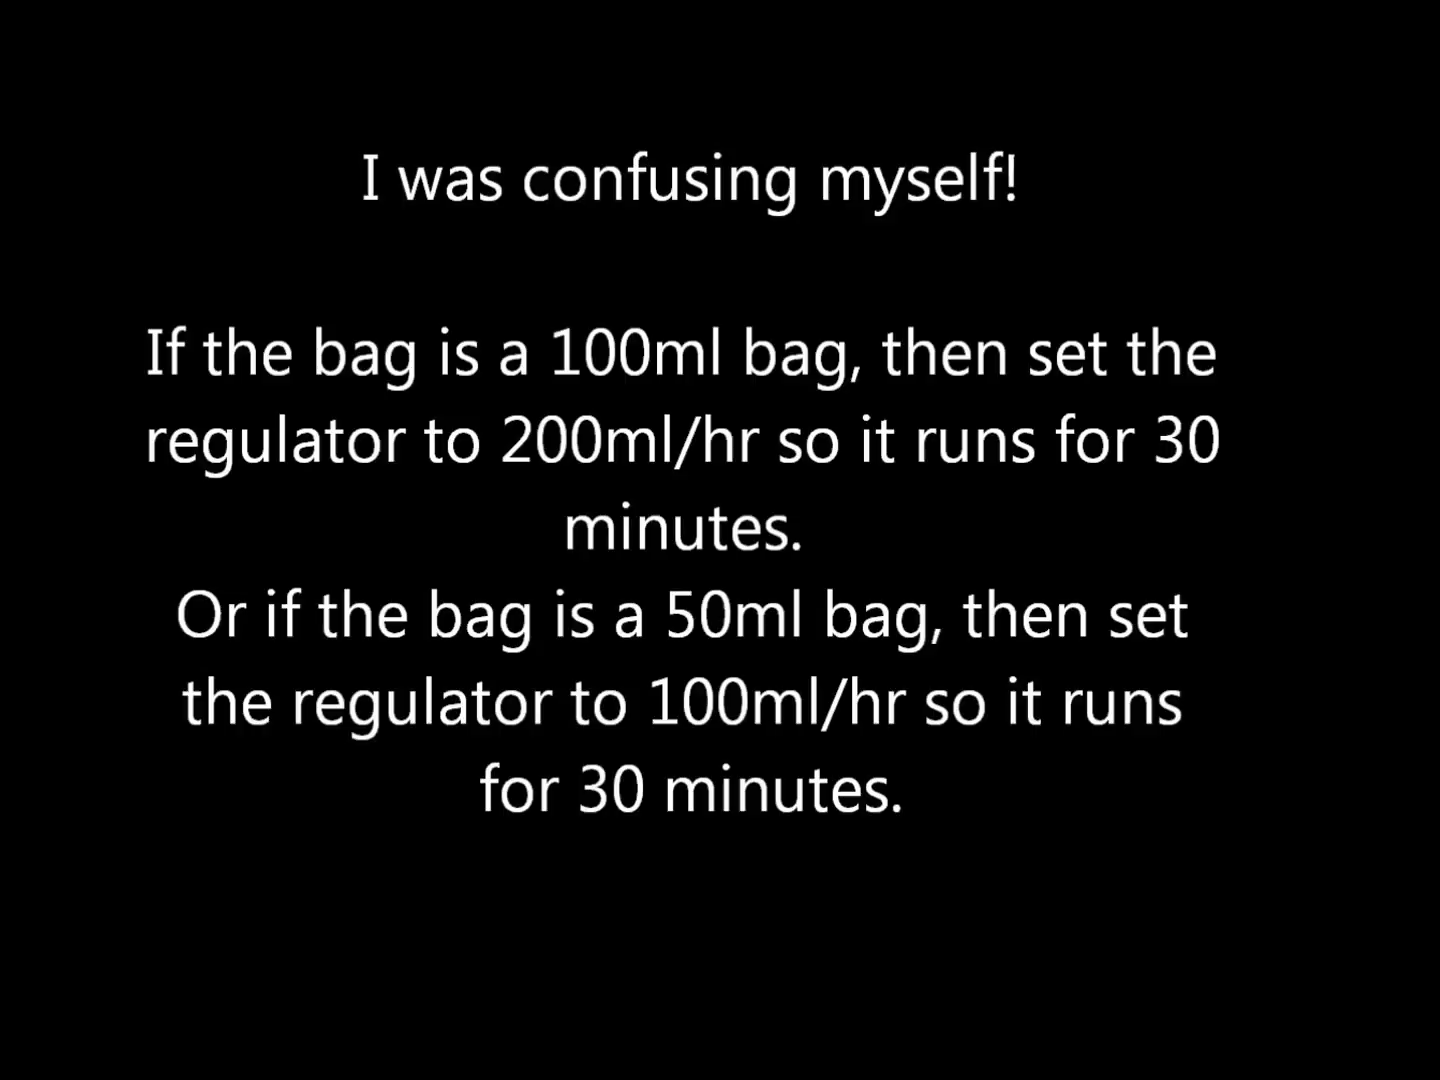 I was confusing myself!
If the bag is a 100ml bag, then set the
regulator to 200ml/hr so it runs for 30
minutes.
Or if the bag is a 50ml bag, then set
the regulator to 100ml/hr so it runs
for 30 minutes.